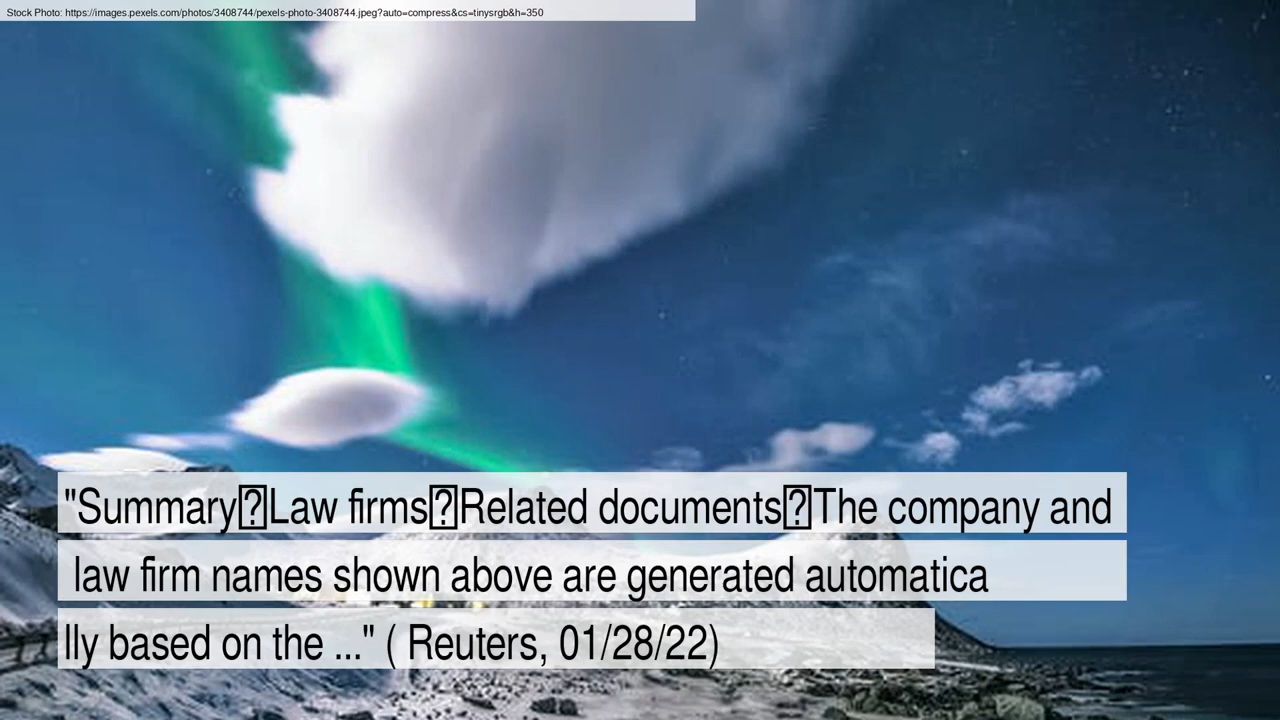 Stock Photo: https://images.pexels.com/photos/3408744/pexels-photo-3408744.jpeg?auto=compress&cs=tinysrgb&h=350
"Summary⍰Law firms⍰Related documents⍰The company and
law firm names shown above are generated automatica
lly based on the ..." ( Reuters, 01/28/22)